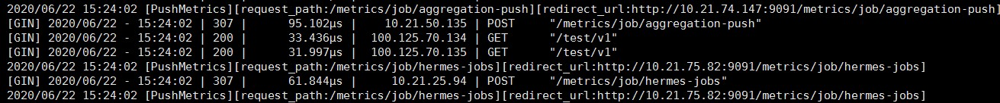 2020/06/22 15:24:02 [PushMetrics][request_path:/metrics/job/aggregation-push][redirect_url:http://10.21.74.147:9091/metrics/job/aggregation-push]
[GIN] 2020/06/22 - 15:24:02 | 307 |      95.102µs |    10.21.50.135 | POST     "/metrics/job/aggregation-push"
[GIN] 2020/06/22 - 15:24:02 | 200 |      33.436µs |  100.125.70.134 | GET      "/test/v1"
[GIN] 2020/06/22 - 15:24:02 | 200 |      31.997µs |  100.125.70.135 | GET      "/test/v1"
2020/06/22 15:24:02 [PushMetrics][request_path:/metrics/job/hermes-jobs][redirect_url:http://10.21.75.82:9091/metrics/job/hermes-jobs]
[GIN] 2020/06/22 - 15:24:02 | 307 |      61.844µs |     10.21.25.94 | POST     "/metrics/job/hermes-jobs"
2020/06/22 15:24:02 [PushMetrics][request_path:/metrics/job/hermes-jobs][redirect_url:http://10.21.75.82:9091/metrics/job/hermes-jobs]